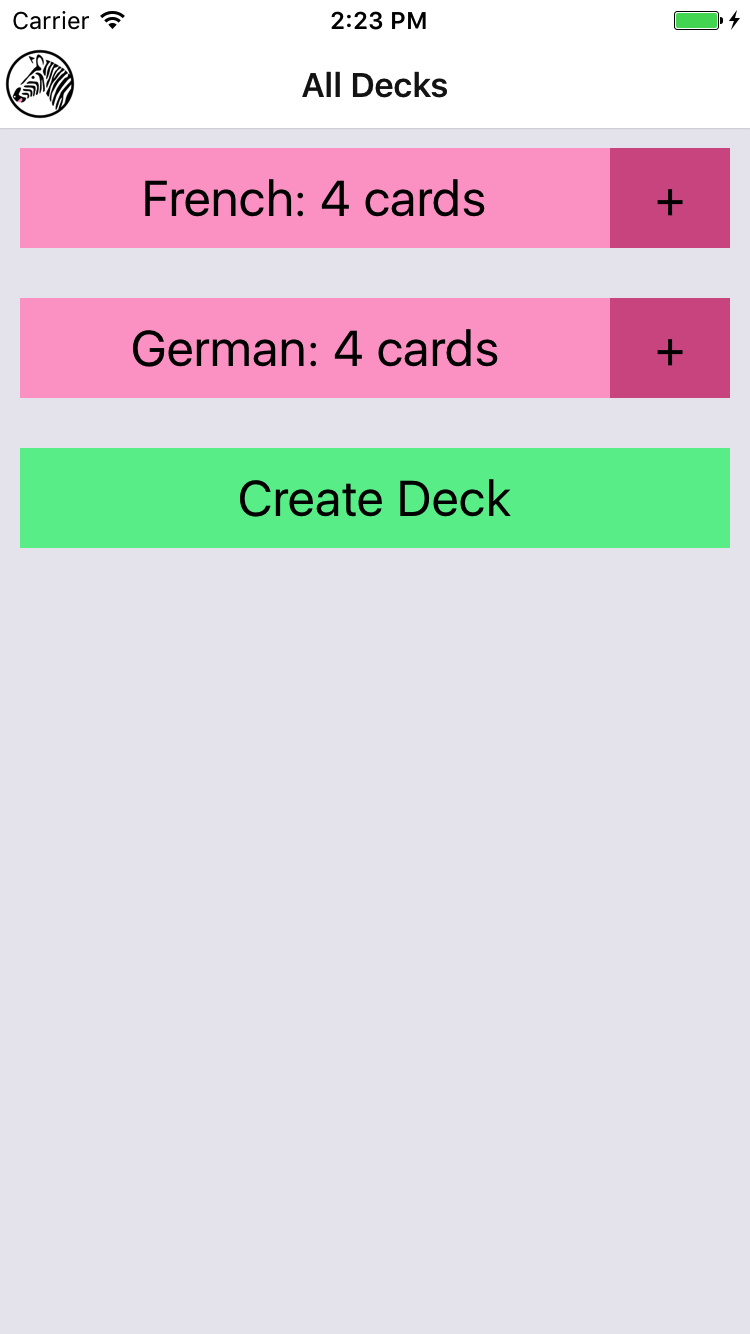 Carrier 2:23 PM
All Decks
French: 4 cards +
German: 4 cards +
Create Deck